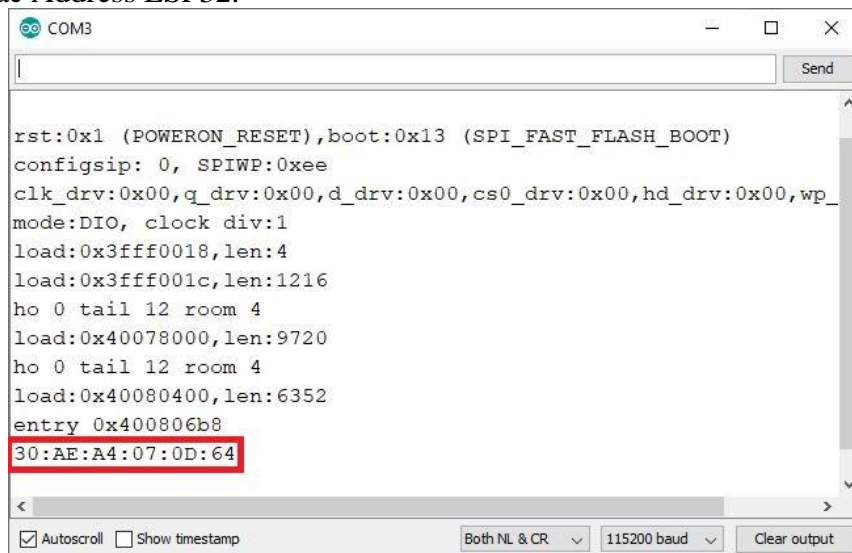 COM3
Send
rst:0x1 (POWERON_RESET),boot:0x13 (SPI_FAST_FLASH_BOOT)
configsip: 0, SPIWP:0xee
clk_drv:0x00,q_drv:0x00,d_drv:0x00,cs0_drv:0x00,hd_drv:0x00,wp_
mode:DIO, clock div:1
load:0x3fff0018,len:4
load:0x3fff001c,len:1216
ho 0 tail 12 room 4
load:0x40078000,len:9720
ho 0 tail 12 room 4
load:0x40080400,len:6352
entry 0x400806b8
30:AE:A4:07:0D:64
Autoscroll Show timestamp Both NL & CR 115200 baud Clear output